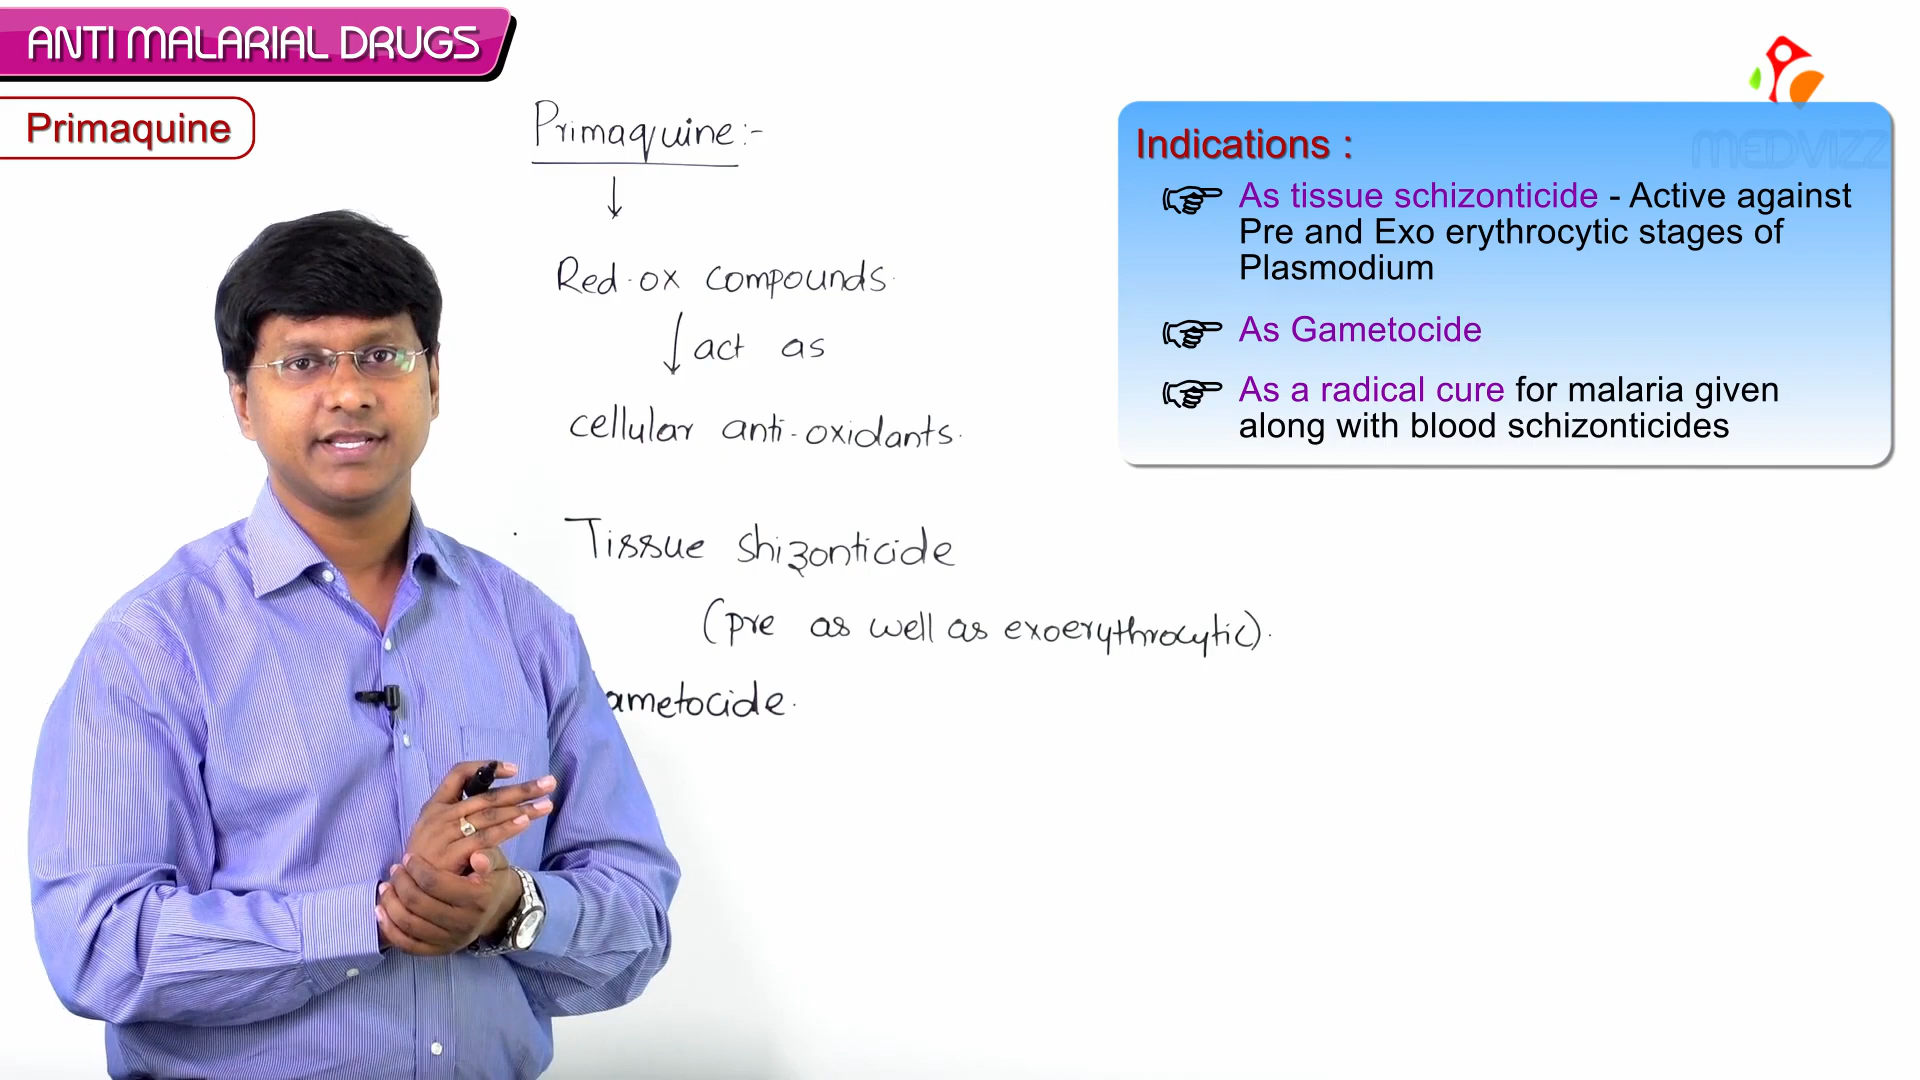 ANTI MALARIAL DRUGS
Primaquine
Primaquine:-
Red-ox compounds.
act as
cellular anti-oxidants.
Tissue shizonticide
(pre as well as exoerythrocytic).
ametocide.
MEDVIZZ
Indications :
As tissue schizonticide - Active against
Pre and Exo erythrocytic stages of
Plasmodium
As Gametocide
As a radical cure for malaria given
along with blood schizonticides